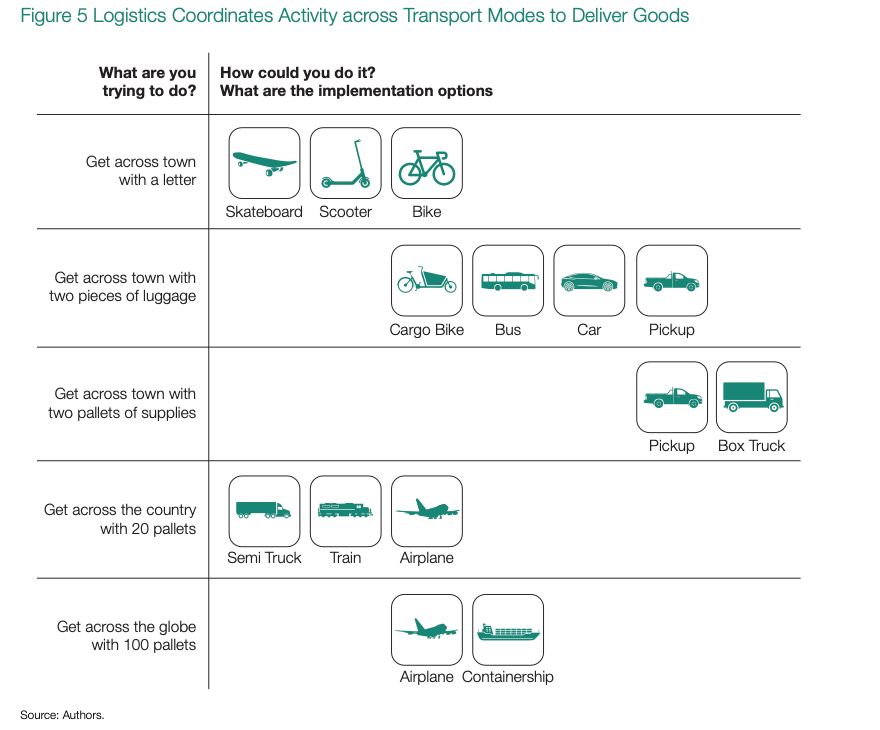 Figure 5 Logistics Coordinates Activity across Transport Modes to Deliver Goods
What are you
trying to do?
How could you do it?
What are the implementation options
Get across town
with a letter
Skateboard
Scooter
Bike
Get across town with
two pieces of luggage
Cargo Bike
Bus
Car
Pickup
Get across town with
two pallets of supplies
Pickup
Box Truck
Get across the country
with 20 pallets
Semi Truck
Train
Airplane
Get across the globe
with 100 pallets
Airplane
Containership
Source: Authors.